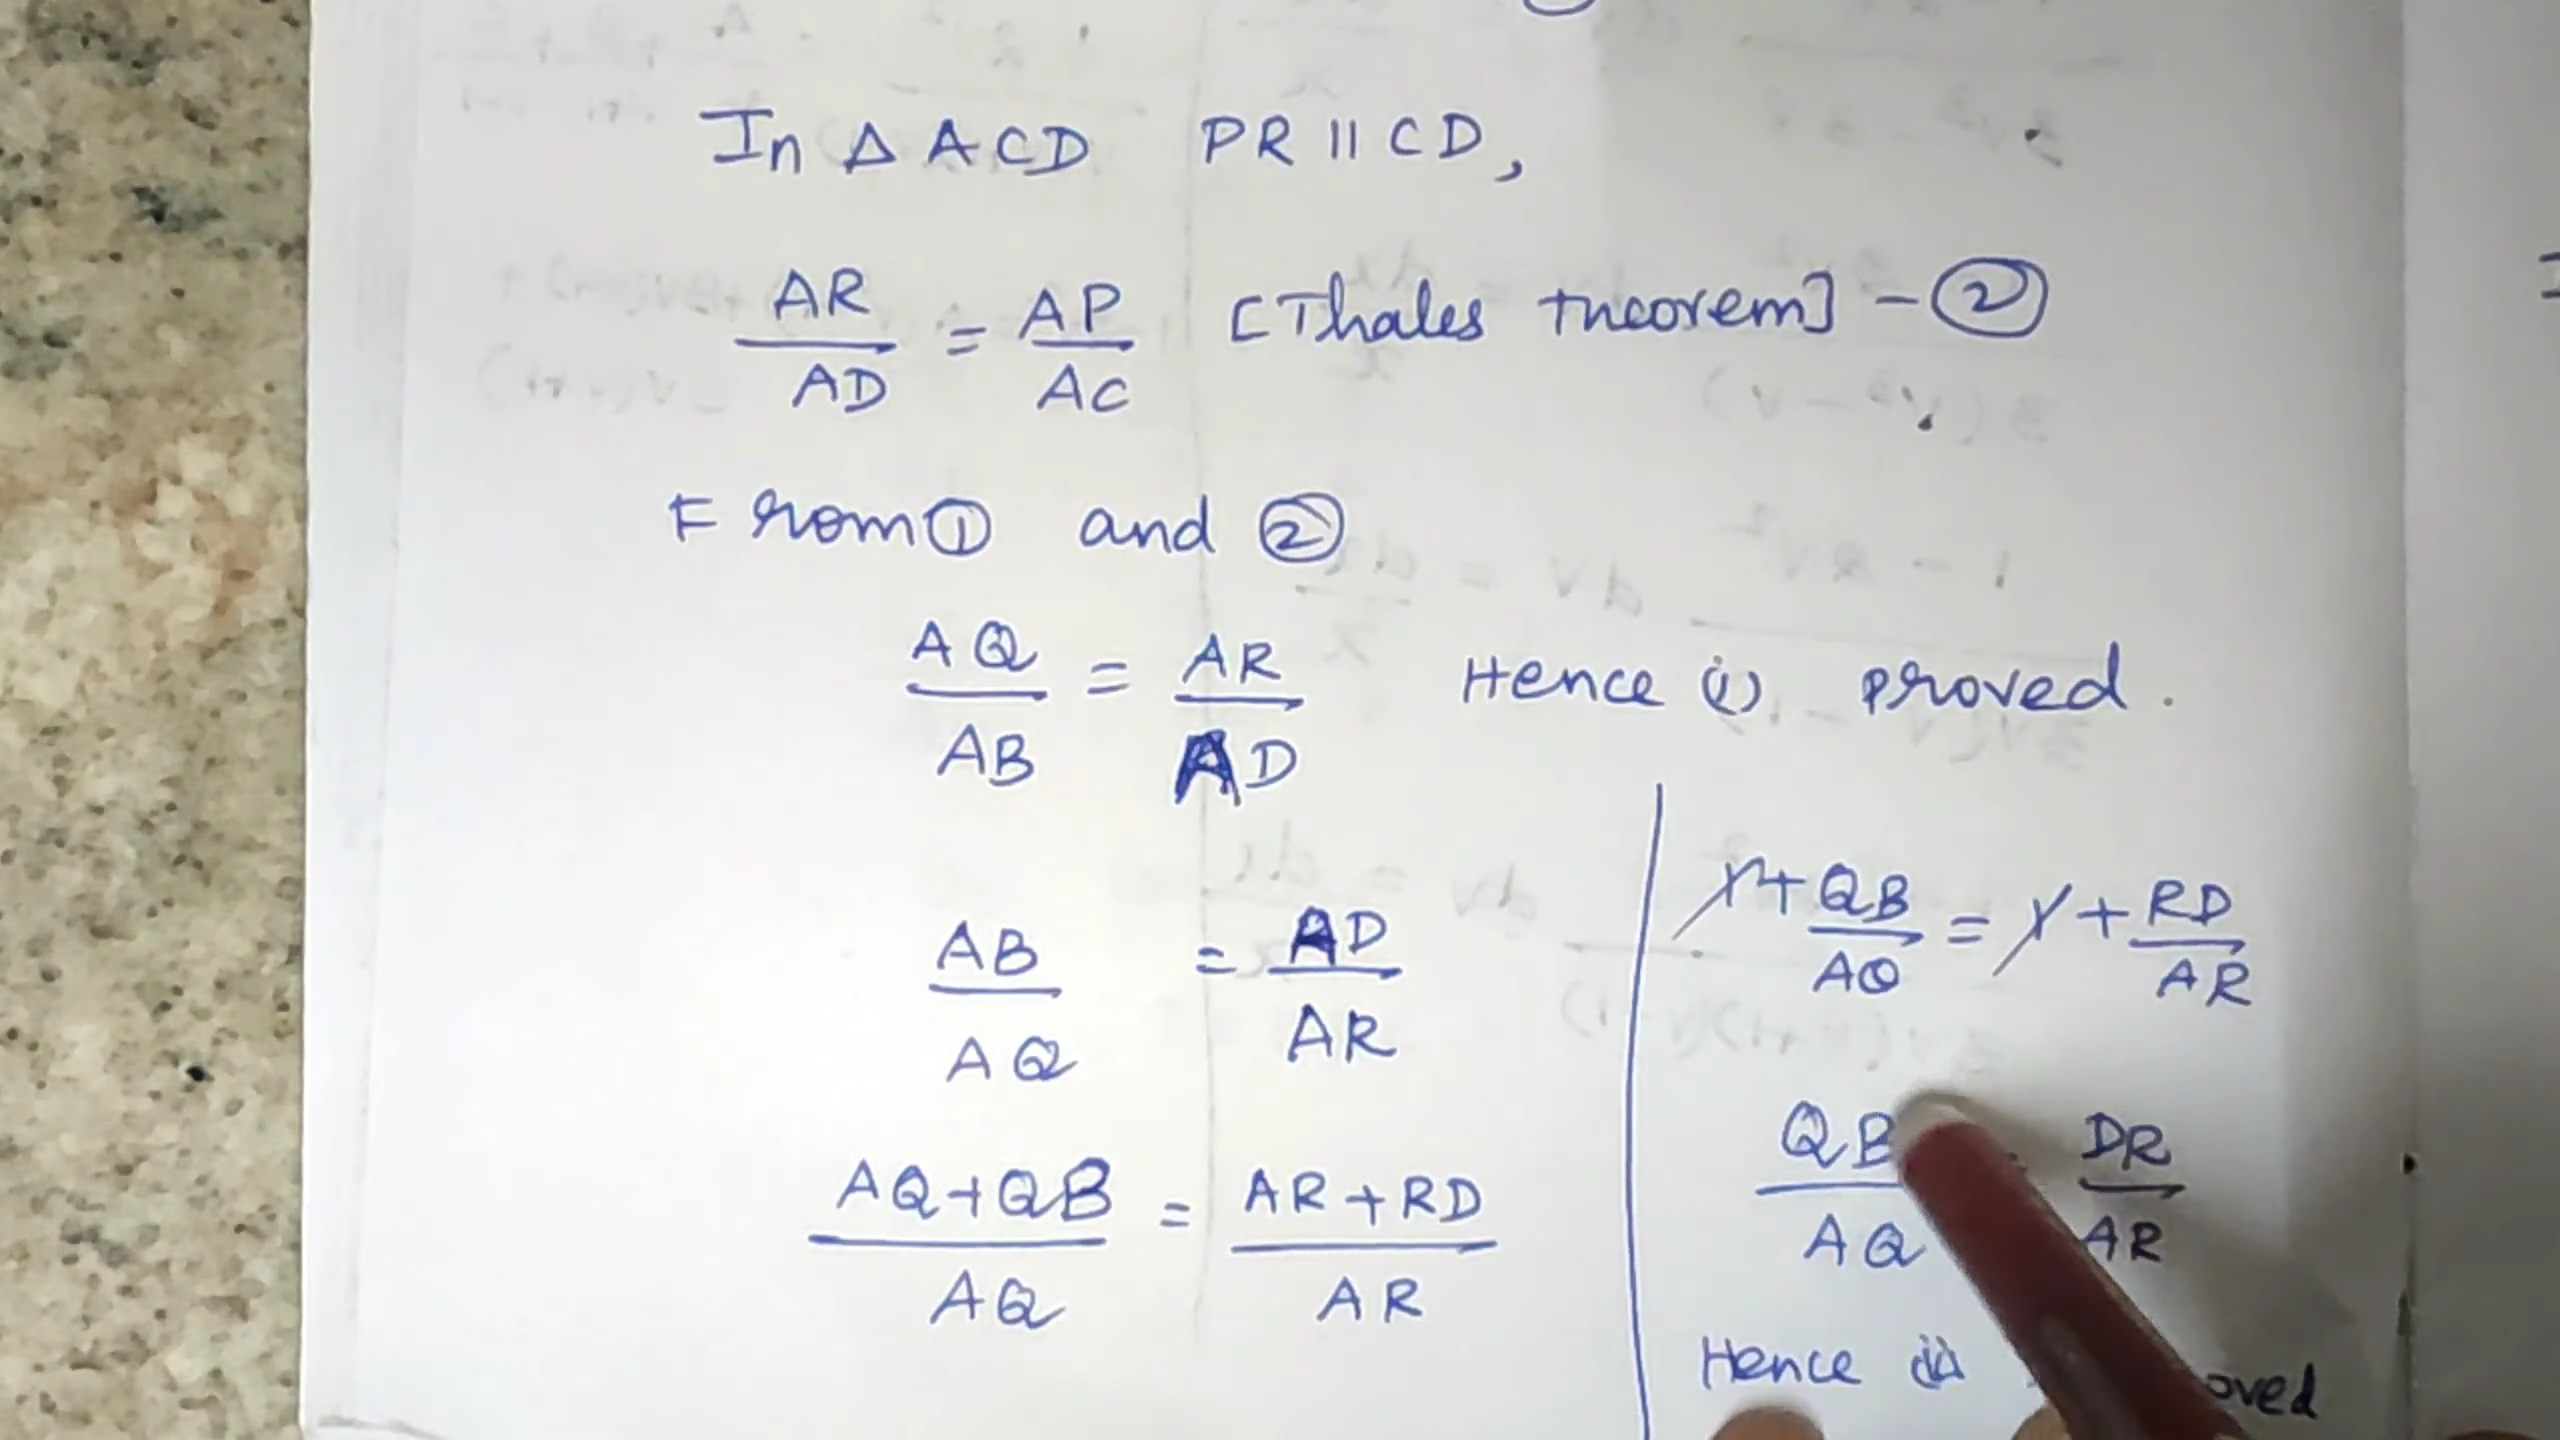 In Δ ACD PR || CD,
AR/AD = AP/AC [Thales theorem] - ②
From ① and ②
AQ/AB = AR/AD Hence (i) proved.
AB/AQ = AD/AR
AQ+QB/AQ = AR+RD/AR
1+QB/AQ = 1+RD/AR
QB/AQ DR/AR
Hence (ii)